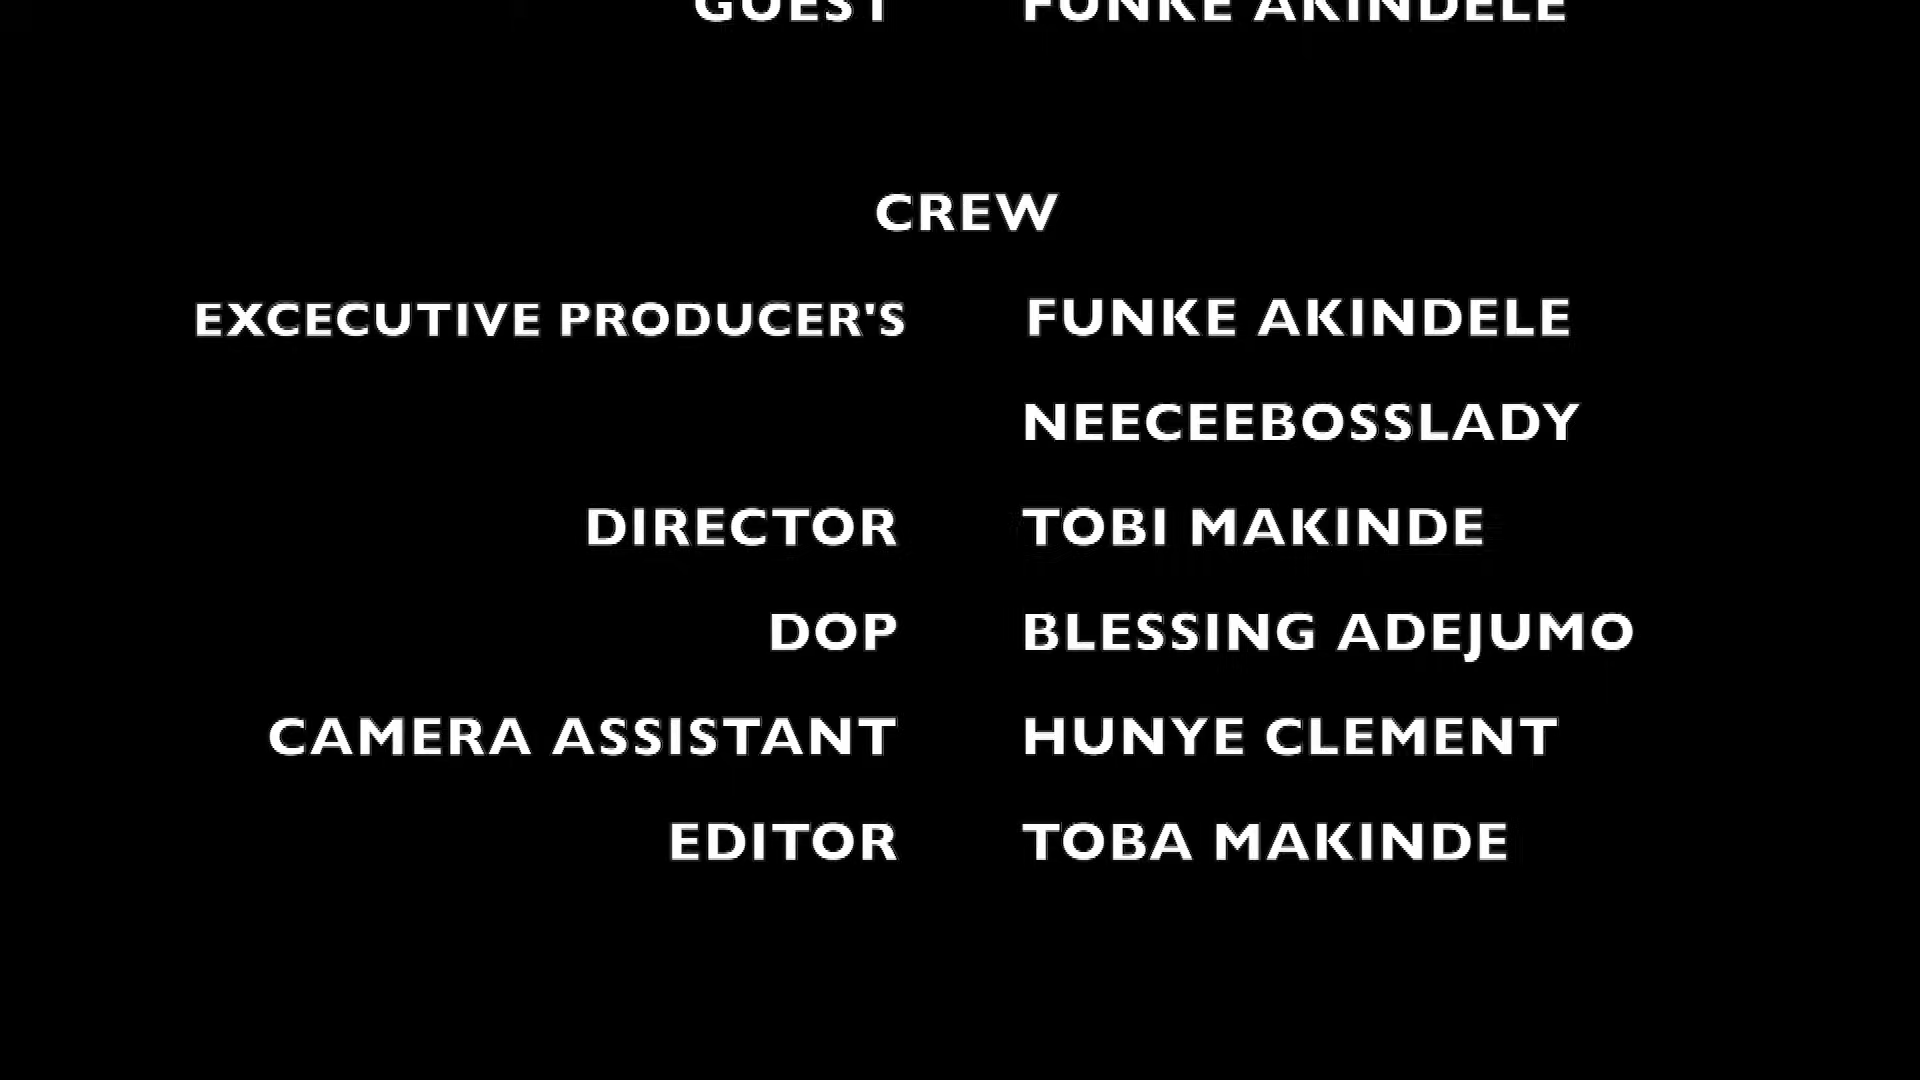 GUEST FUNKE AKINDELE
CREW
EXCECUTIVE PRODUCER'S FUNKE AKINDELE
NEECEEBOSSLADY
DIRECTOR TOBI MAKINDE
DOP BLESSING ADEJUMO
CAMERA ASSISTANT HUNYE CLEMENT
EDITOR TOBA MAKINDE